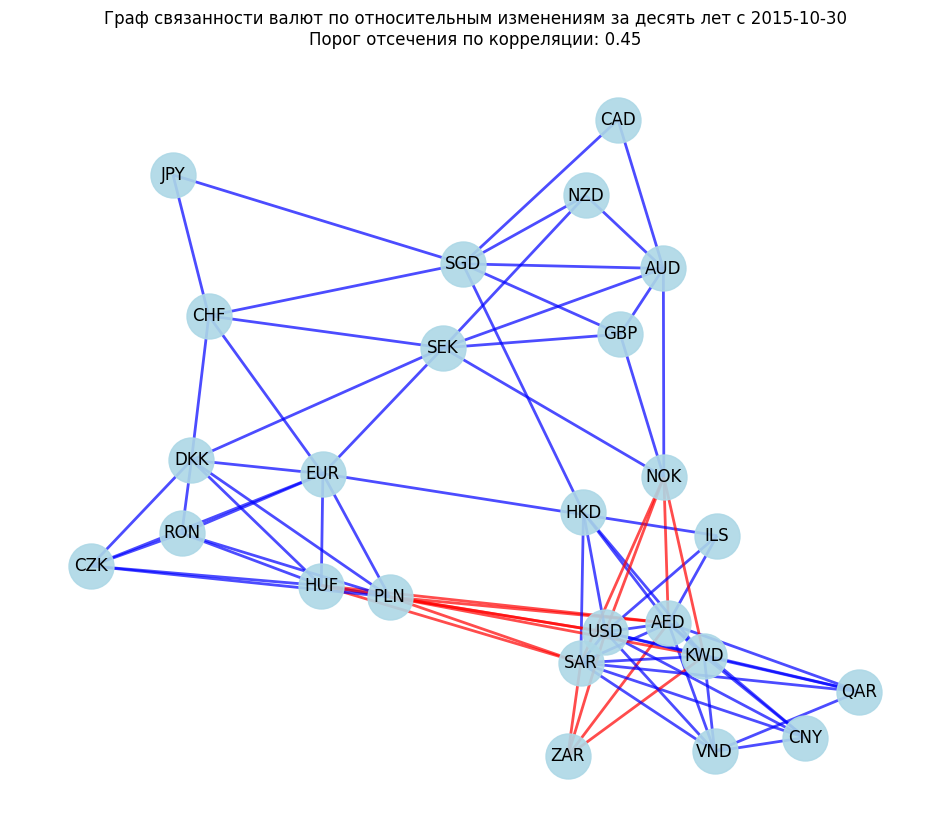 Граф связанности валют по относительным изменениям за десять лет с 2015-10-30
Порог отсечения по корреляции: 0.45
CAD
JPY
NZD
SGD
AUD
CHF
GBP
SEK
DKK
EUR
NOK
HKD
RON
ILS
CZK
HUF
PLN
AED
USD
KWD
SAR
QAR
CNY
VND
ZAR